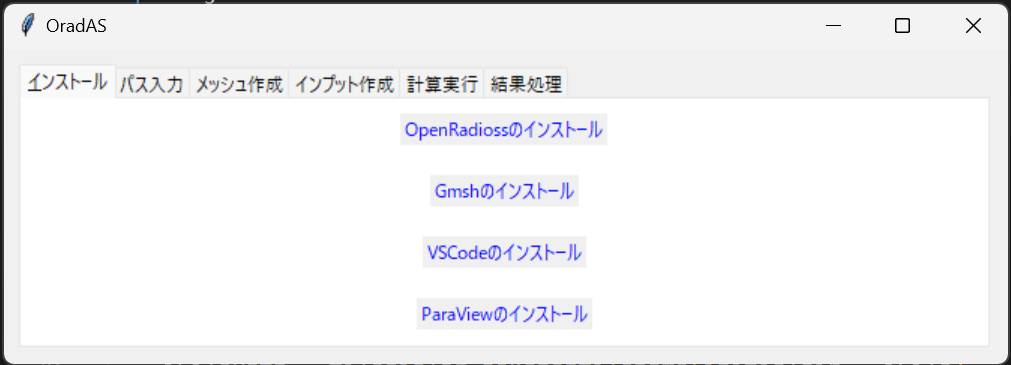 OradAS
インストール パス入力 メッシュ作成 インプット作成 計算実行 結果処理
OpenRadiossのインストール
Gmshのインストール
VSCodeのインストール
ParaViewのインストール